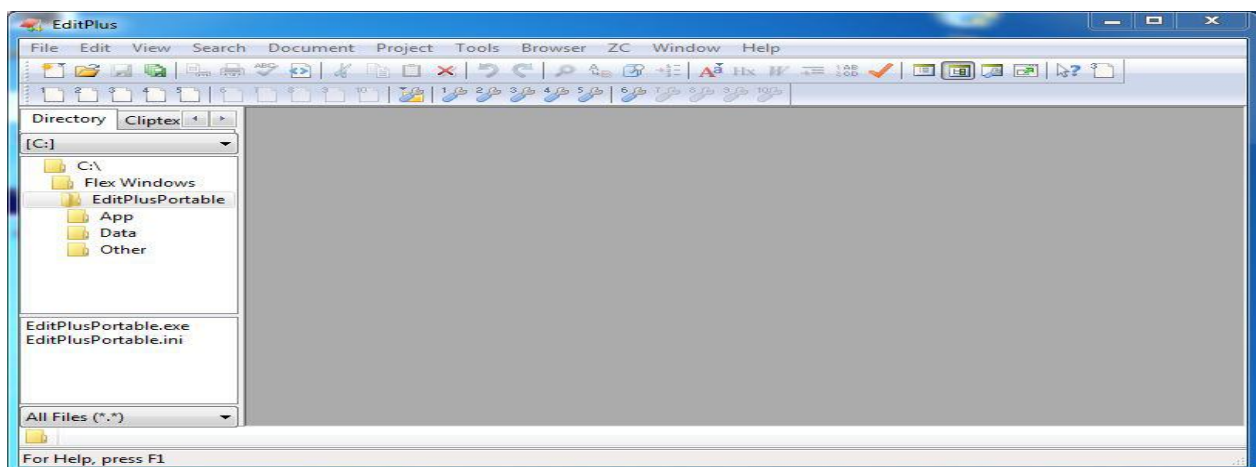 EditPlus
File Edit View Search Document Project Tools Browser ZC Window Help
Directory Cliptex
[C:]
C:\
Flex Windows
EditPlusPortable
App
Data
Other
EditPlusPortable.exe
EditPlusPortable.ini
All Files (*.*)
For Help, press F1